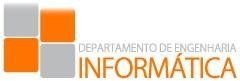 DEPARTAMENTO DE ENGENHARIA
INFORMÁTICA